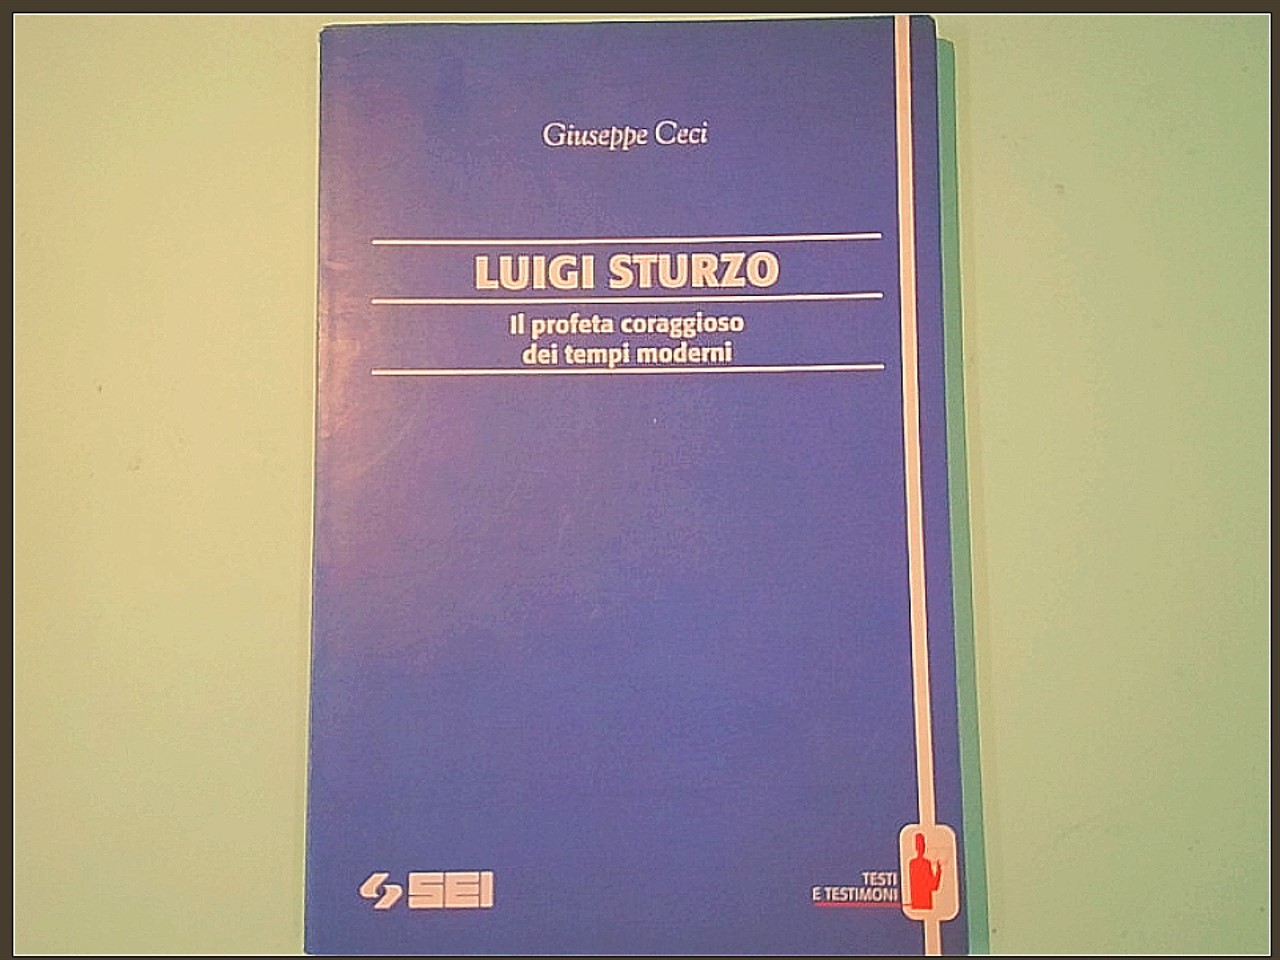 Giuseppe Ceci
LUIGI STURZO
Il profeta coraggioso
dei tempi moderni
SEI
TESTI
E TESTIMONI